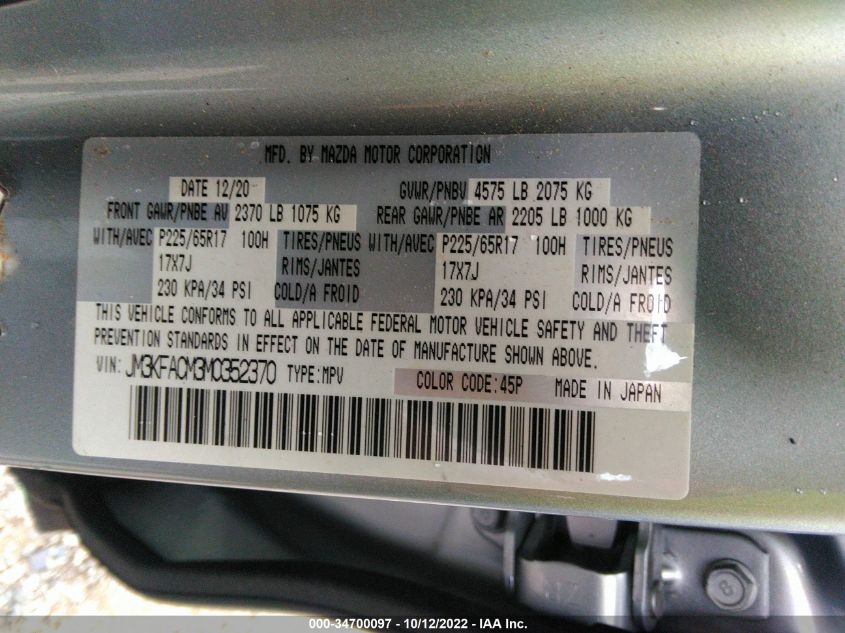 MFD. BY MAZDA MOTOR CORPORATION
DATE 12/20 GVWR/PNBV 4575 LB 2075 KG
FRONT GAWR/PNBE AV 2370 LB 1075 KG REAR GAWR/PNBE AR 2205 LB 1000 KG
WITH/AVEC P225/65R17 100H TIRES/PNEUS WITH/AVEC P225/65R17 100H TIRES/PNEUS
17X7J RIMS/JANTES 17X7J RIMS/JANTES
230 KPA/34 PSI COLD/A FROID 230 KPA/34 PSI COLD/A FROID
THIS VEHICLE CONFORMS TO ALL APPLICABLE FEDERAL MOTOR VEHICLE SAFETY AND THEFT
PREVENTION STANDARDS IN EFFECT ON THE DATE OF MANUFACTURE SHOWN ABOVE.
VIN: JM3KFACM3M0352370 TYPE:MPV COLOR CODE:45P MADE IN JAPAN
000-34700097 - 10/12/2022 - IAA Inc.